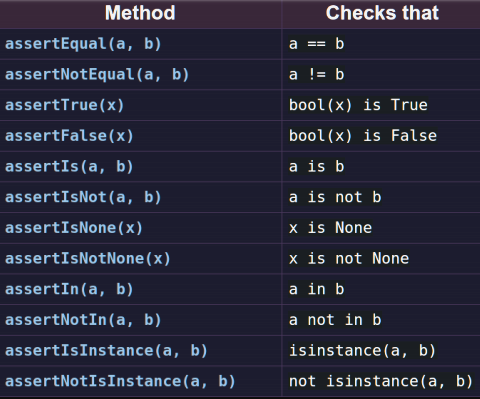 Method Checks that
assertEqual(a, b) a == b
assertNotEqual(a, b) a != b
assertTrue(x) bool(x) is True
assertFalse(x) bool(x) is False
assertIs(a, b) a is b
assertIsNot(a, b) a is not b
assertIsNone(x) x is None
assertIsNotNone(x) x is not None
assertIn(a, b) a in b
assertNotIn(a, b) a not in b
assertIsInstance(a, b) isinstance(a, b)
assertNotIsInstance(a, b) not isinstance(a, b)